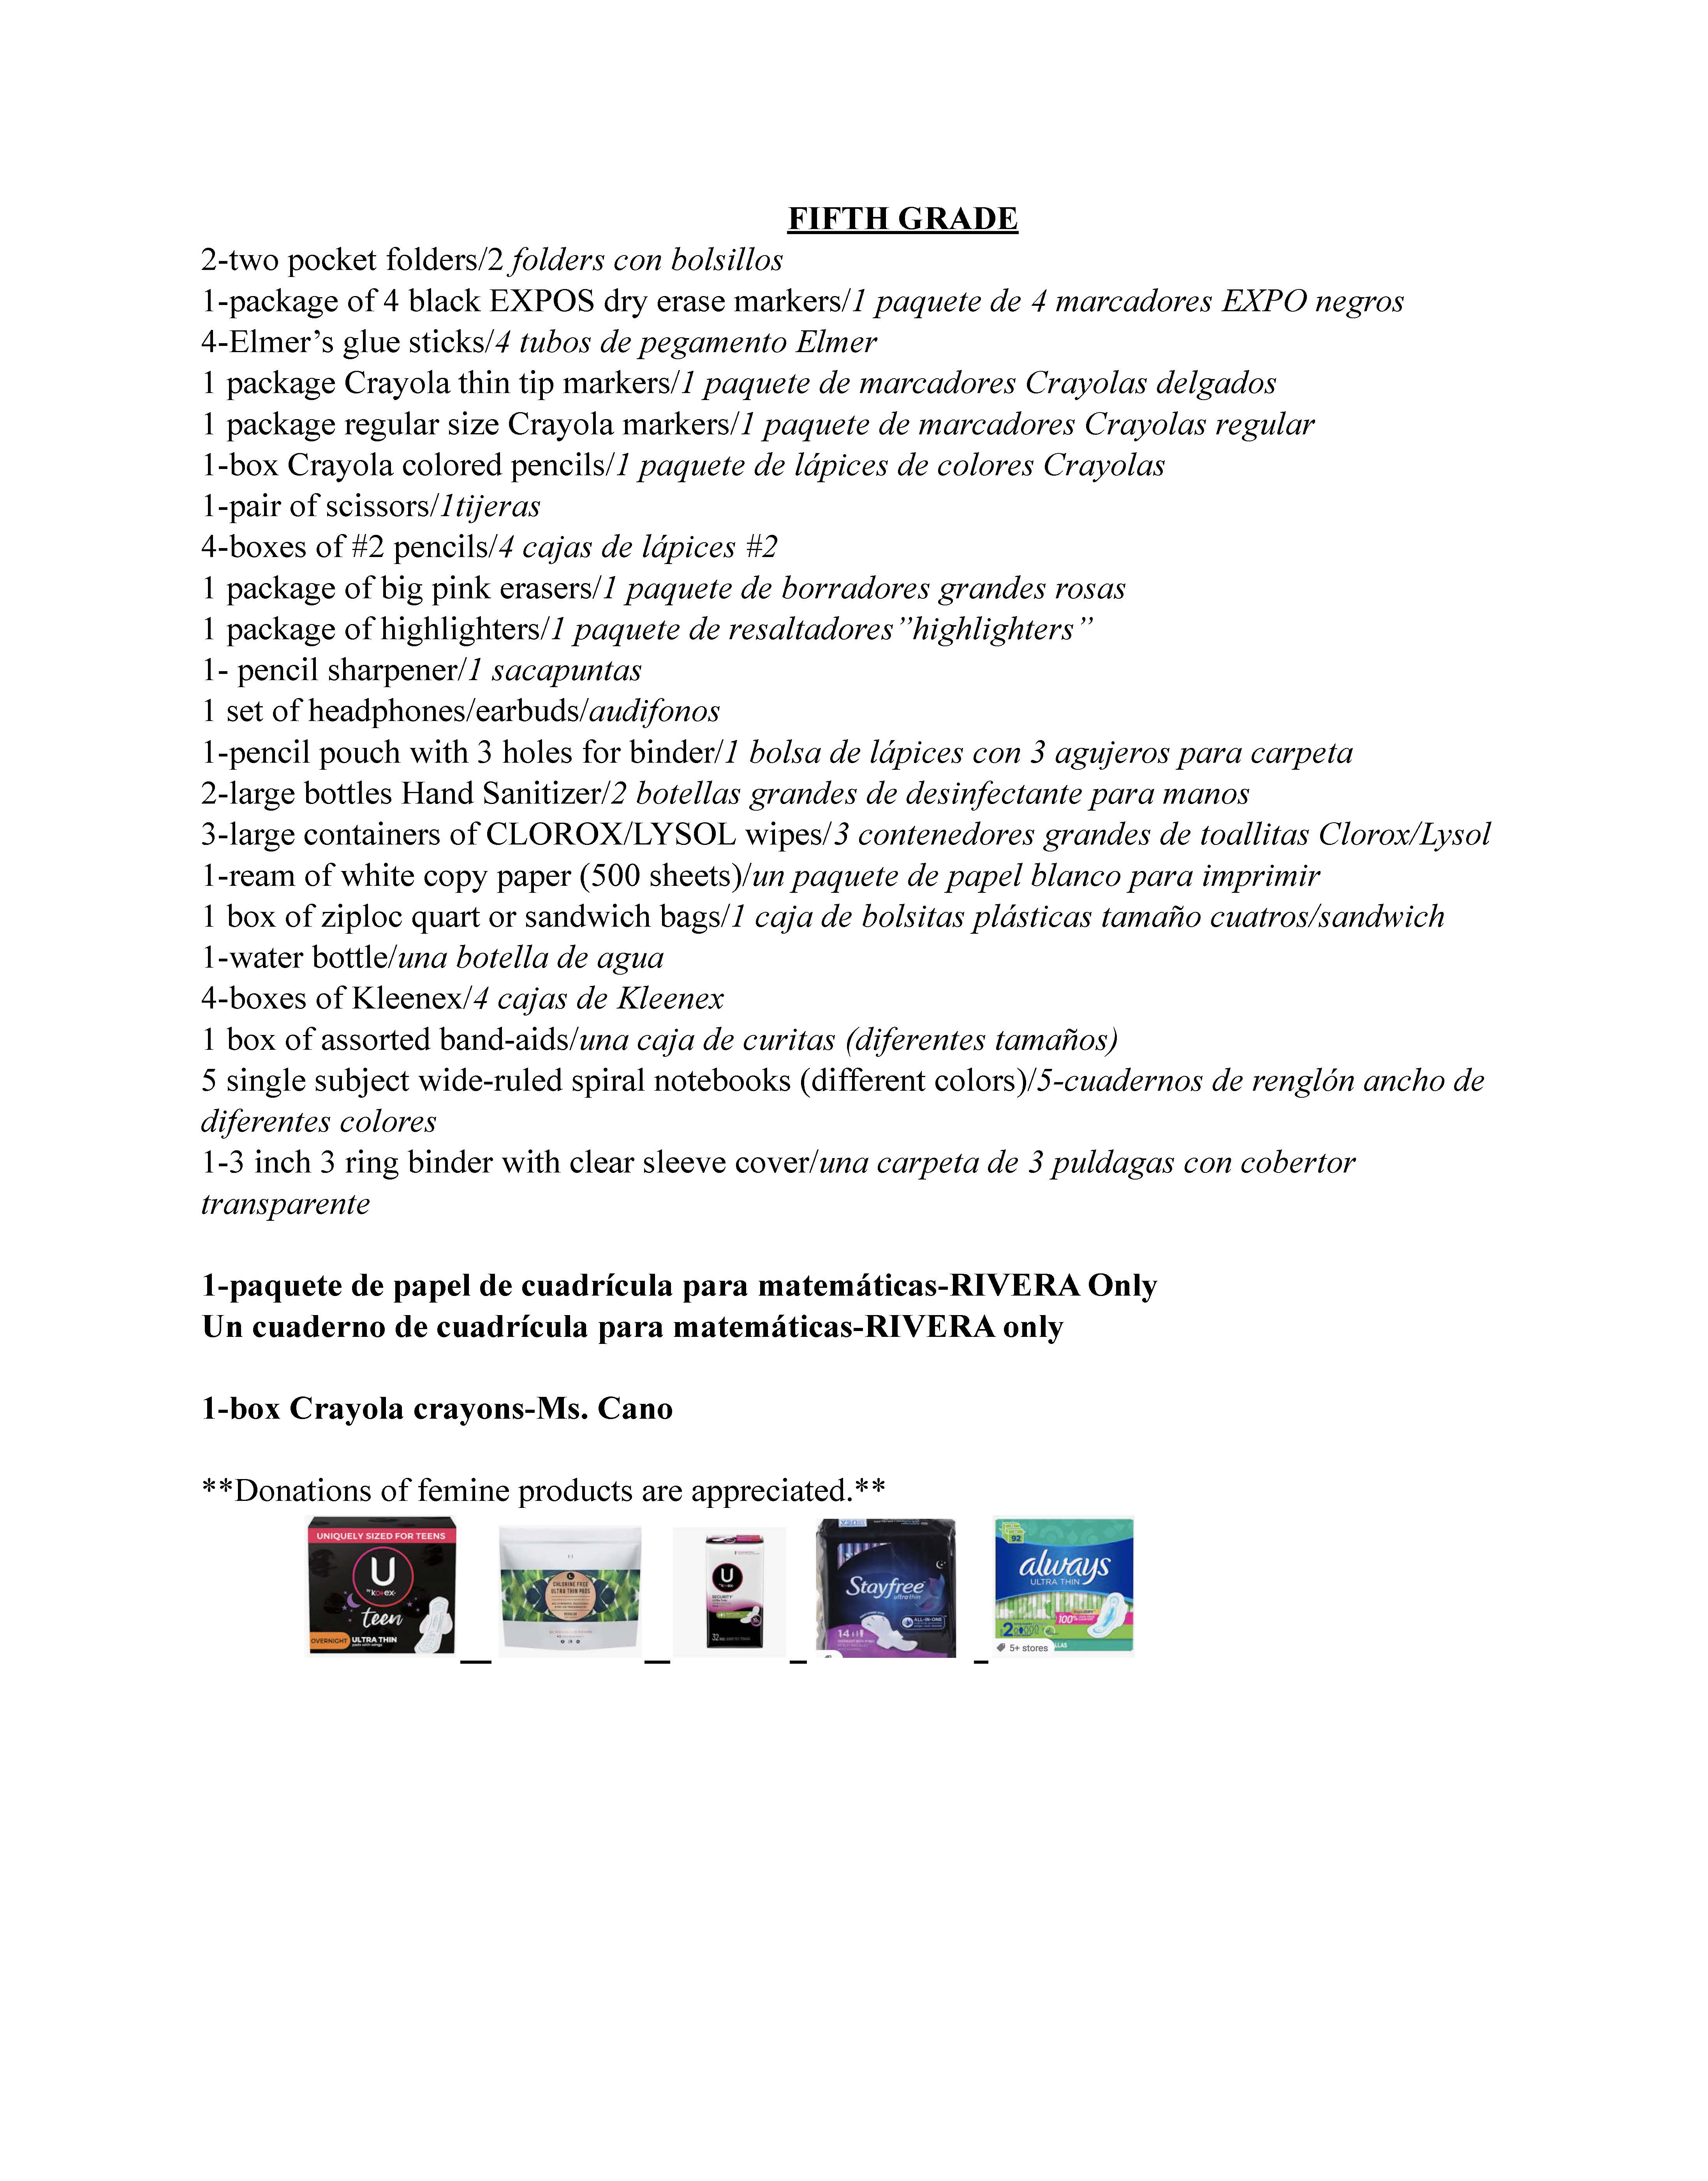 FIFTH GRADE
2-two pocket folders/2 folders con bolsillos
1-package of 4 black EXPOS dry erase markers/1 paquete de 4 marcadores EXPO negros
4-Elmer’s glue sticks/4 tubos de pegamento Elmer
1 package Crayola thin tip markers/1 paquete de marcadores Crayolas delgados
1 package regular size Crayola markers/1 paquete de marcadores Crayolas regular
1-box Crayola colored pencils/1 paquete de lápices de colores Crayolas
1-pair of scissors/1tijeras
4-boxes of #2 pencils/4 cajas de lápices #2
1 package of big pink erasers/1 paquete de borradores grandes rosas
1 package of highlighters/1 paquete de resaltadores”highlighters”
1- pencil sharpener/1 sacapuntas
1 set of headphones/earbuds/audifonos
1-pencil pouch with 3 holes for binder/1 bolsa de lápices con 3 agujeros para carpeta
2-large bottles Hand Sanitizer/2 botellas grandes de desinfectante para manos
3-large containers of CLOROX/LYSOL wipes/3 contenedores grandes de toallitas Clorox/Lysol
1-ream of white copy paper (500 sheets)/un paquete de papel blanco para imprimir
1 box of ziploc quart or sandwich bags/1 caja de bolsitas plásticas tamaño cuatros/sandwich
1-water bottle/una botella de agua
4-boxes of Kleenex/4 cajas de Kleenex
1 box of assorted band-aids/una caja de curitas (diferentes tamaños)
5 single subject wide-ruled spiral notebooks (different colors)/5-cuadernos de renglón ancho de
diferentes colores
1-3 inch 3 ring binder with clear sleeve cover/una carpeta de 3 puldagas con cobertor
transparente
1-paquete de papel de cuadrícula para matemáticas-RIVERA Only
Un cuaderno de cuadrícula para matemáticas-RIVERA only
1-box Crayola crayons-Ms. Cano
**Donations of femine products are appreciated.**
UNIQUELY SIZED FOR TEENS
U
by kotex
teen
OVERNIGHT ULTRA THIN
CHLORINE FREE
ULTRA THIN PADS
REGULAR
U
SECURITY
32
Stayfree
ultra thin
ALL-IN-ONE
14
92
always
ULTRA THIN
100%
2
5+ stores